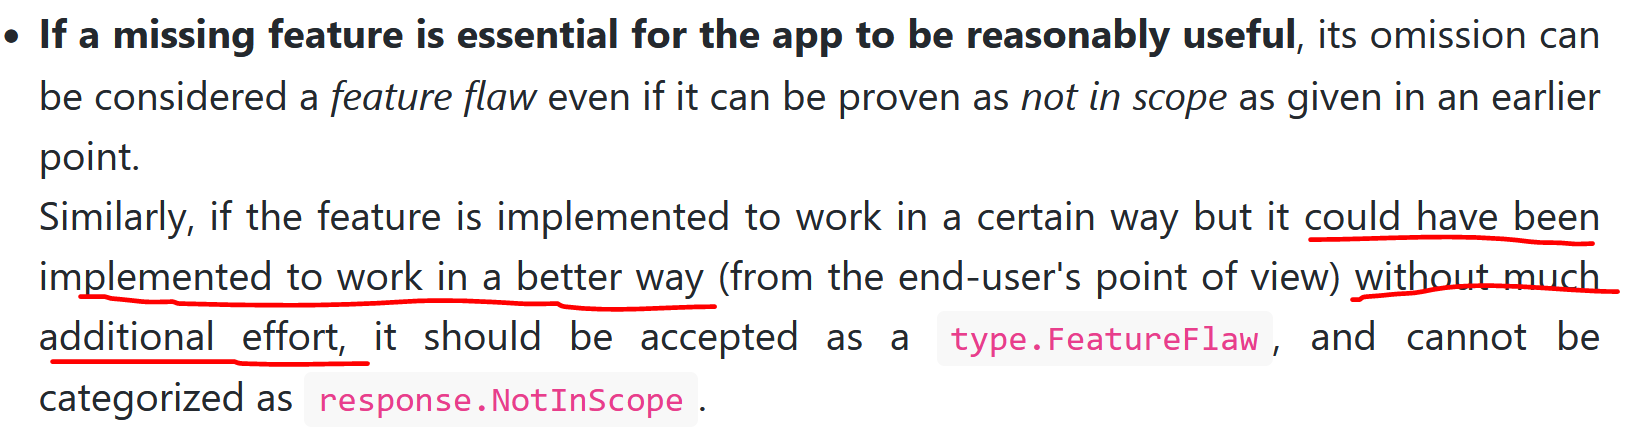 • If a missing feature is essential for the app to be reasonably useful, its omission can
be considered a feature flaw even if it can be proven as not in scope as given in an earlier
point.
Similarly, if the feature is implemented to work in a certain way but it could have been
implemented to work in a better way (from the end-user's point of view) without much
additional effort, it should be accepted as a type.FeatureFlaw, and cannot be
categorized as response.NotInScope.